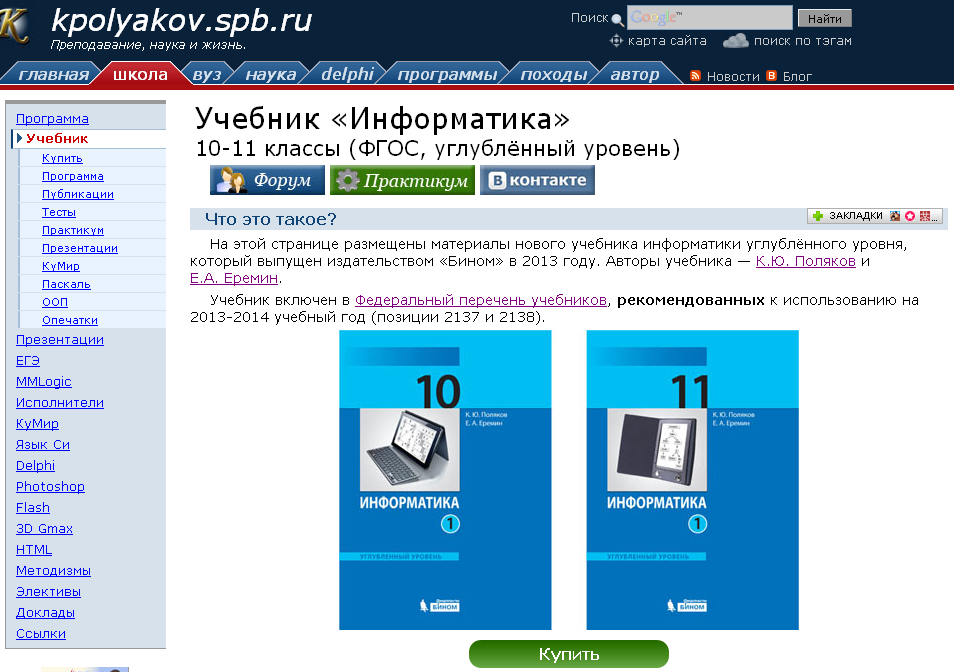 kpolyakov.spb.ru
Преподавание, наука и жизнь.
Поиск Google™ Найти
карта сайта поиск по тэгам
главная школа вуз наука delphi программы походы автор Новости Блог
Программа
Учебник
Купить
Программа
Публикации
Тесты
Практикум
Презентации
КуМир
Паскаль
ООП
Опечатки
Презентации
ЕГЭ
MMLogic
Исполнители
КуМир
Язык Си
Delphi
Photoshop
Flash
3D Gmax
HTML
Методизмы
Элективы
Доклады
Ссылки
Учебник «Информатика»
10-11 классы (ФГОС, углублённый уровень)
Форум Практикум В контакте
Что это такое? ЗАКЛАДКИ ...
На этой странице размещены материалы нового учебника информатики углублённого уровня,
который выпущен издательством «Бином» в 2013 году. Авторы учебника — К.Ю. Поляков и
Е.А. Еремин.
Учебник включен в Федеральный перечень учебников, рекомендованных к использованию на
2013-2014 учебный год (позиции 2137 и 2138).
10
К. Ю. Поляков
Е. А. Еремин
ИНФОРМАТИКА
1
УГЛУБЛЕННЫЙ УРОВЕНЬ
Издательство
БИНОМ
11
К. Ю. Поляков
Е. А. Еремин
ИНФОРМАТИКА
1
УГЛУБЛЕННЫЙ УРОВЕНЬ
Издательство
БИНОМ
Купить